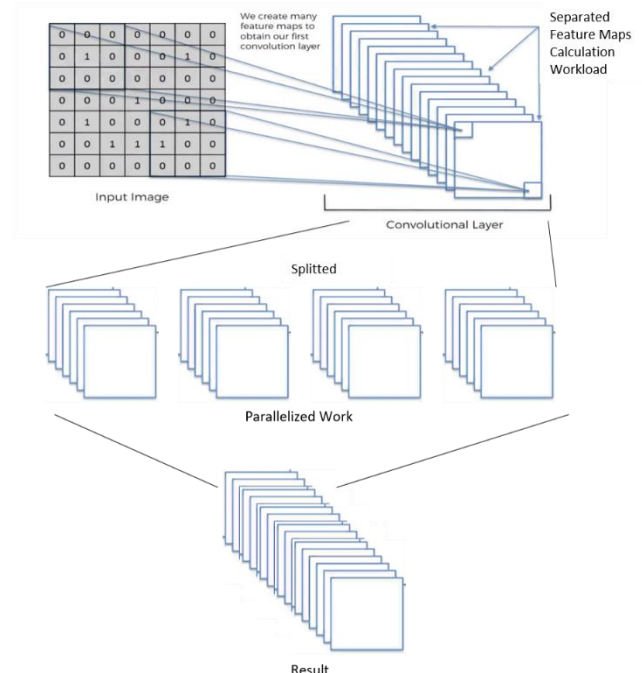 We create many
feature maps to
obtain our first
convolution layer
Separated
Feature Maps
Calculation
Workload
0 0 0 0 0 0 0
0 1 0 0 0 1 0
0 0 0 0 0 0 0
0 0 0 1 0 0 0
0 1 0 0 0 1 0
0 0 1 1 1 0 0
0 0 0 0 0 0 0
Input Image
Convolutional Layer
Splitted
Parallelized Work
Result